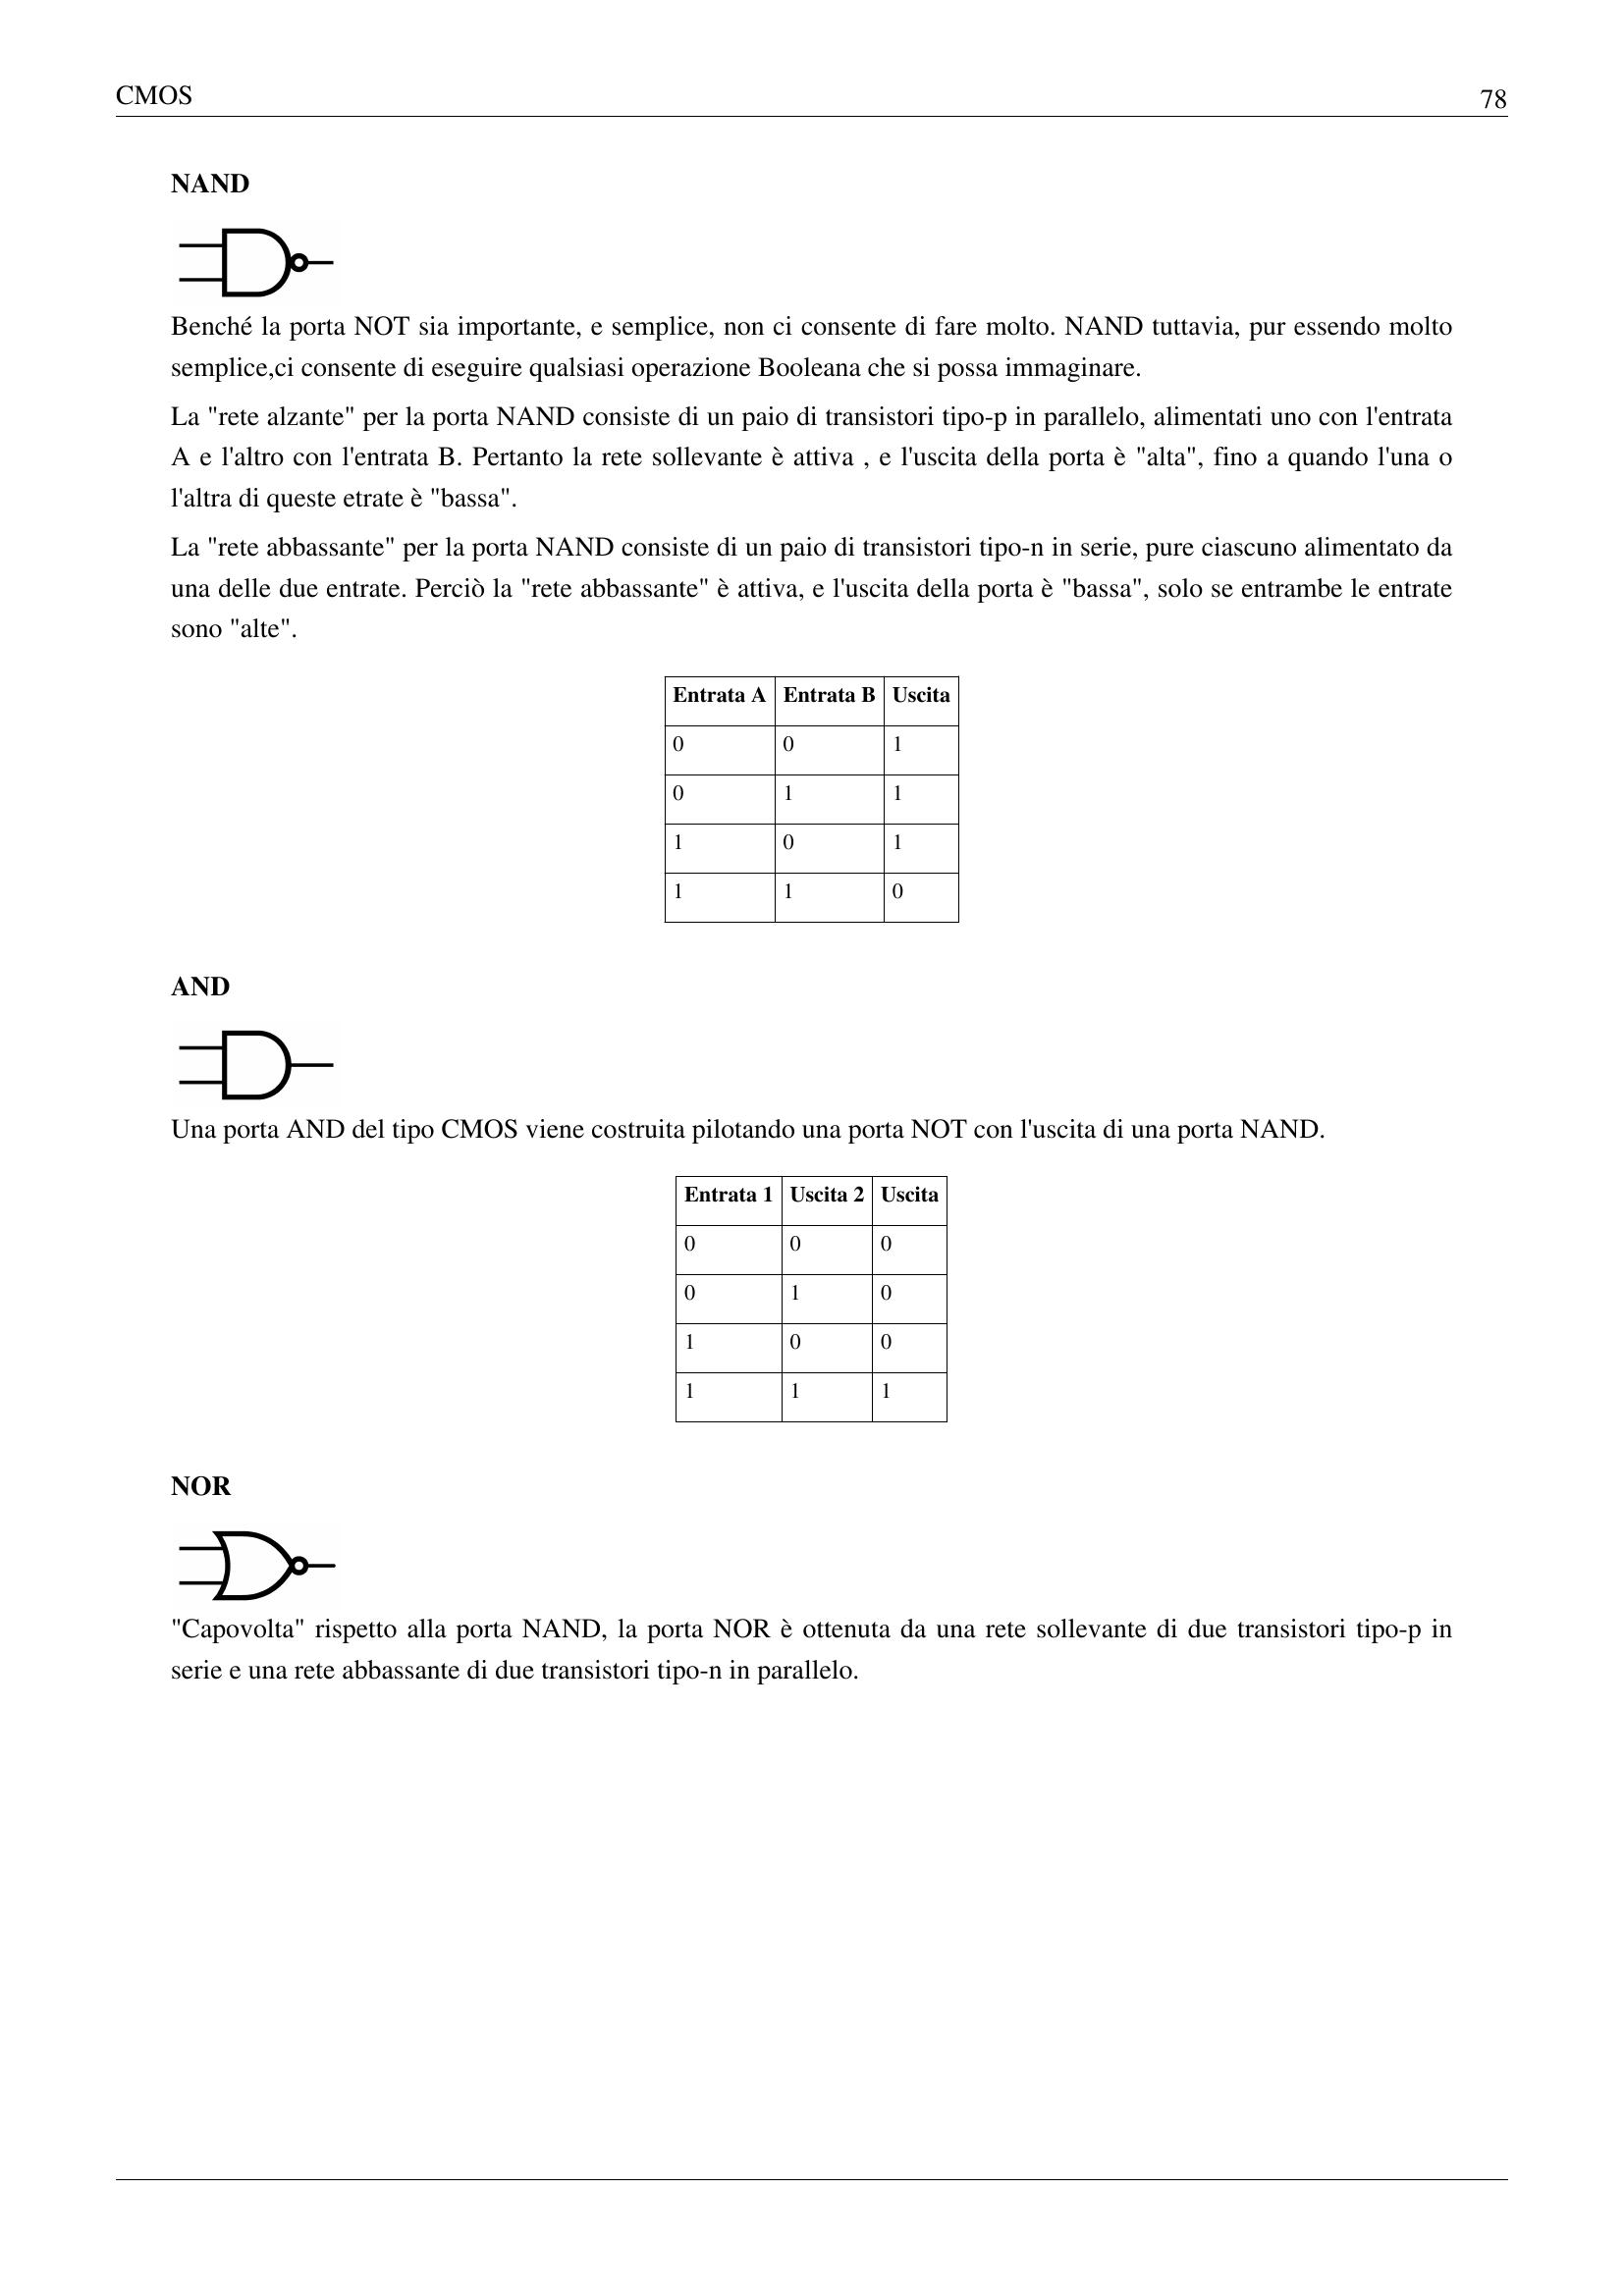 CMOS 78
NAND
Benché la porta NOT sia importante, e semplice, non ci consente di fare molto. NAND tuttavia, pur essendo molto
semplice,ci consente di eseguire qualsiasi operazione Booleana che si possa immaginare.
La "rete alzante" per la porta NAND consiste di un paio di transistori tipo-p in parallelo, alimentati uno con l'entrata
A e l'altro con l'entrata B. Pertanto la rete sollevante è attiva , e l'uscita della porta è "alta", fino a quando l'una o
l'altra di queste etrate è "bassa".
La "rete abbassante" per la porta NAND consiste di un paio di transistori tipo-n in serie, pure ciascuno alimentato da
una delle due entrate. Perciò la "rete abbassante" è attiva, e l'uscita della porta è "bassa", solo se entrambe le entrate
sono "alte".
Entrata A Entrata B Uscita
0 0 1
0 1 1
1 0 1
1 1 0
AND
Una porta AND del tipo CMOS viene costruita pilotando una porta NOT con l'uscita di una porta NAND.
Entrata 1 Uscita 2 Uscita
0 0 0
0 1 0
1 0 0
1 1 1
NOR
"Capovolta" rispetto alla porta NAND, la porta NOR è ottenuta da una rete sollevante di due transistori tipo-p in
serie e una rete abbassante di due transistori tipo-n in parallelo.